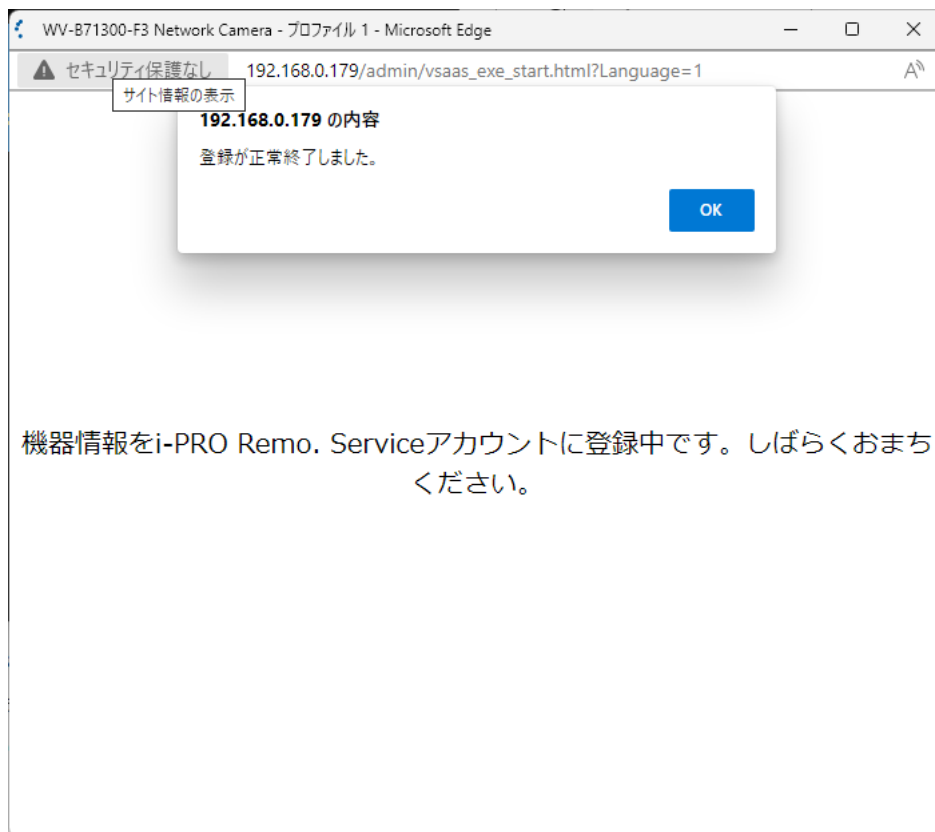 WV-B71300-F3 Network Camera - プロファイル 1 - Microsoft Edge
セキュリティ保護なし 192.168.0.179/admin/vsaas_exe_start.html?Language=1
サイト情報の表示
192.168.0.179 の内容
登録が正常終了しました。
OK
機器情報をi-PRO Remo. Serviceアカウントに登録中です。しばらくおまち
ください。